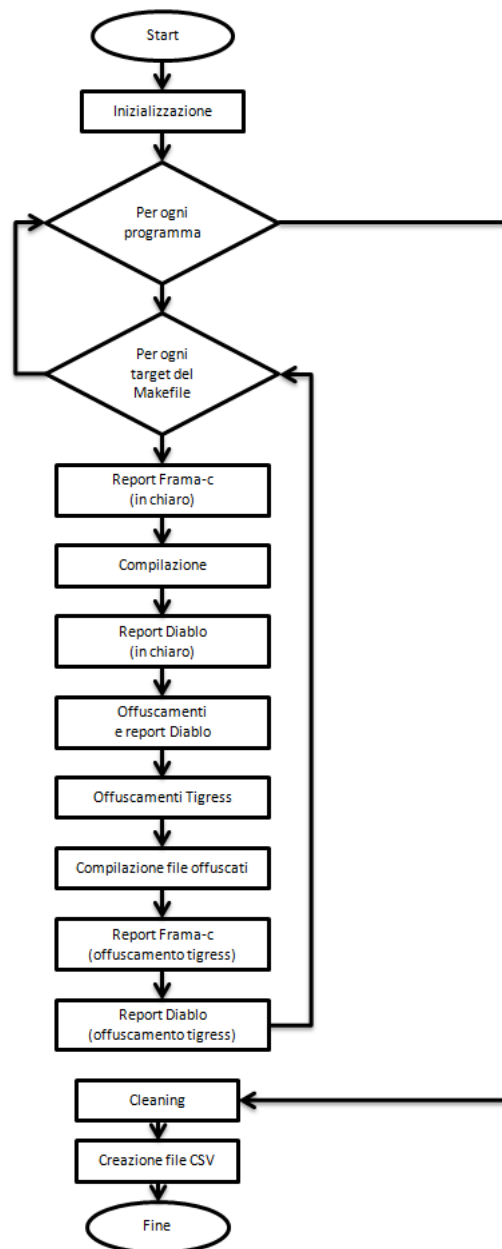 Start
Inizializzazione
Per ogni
programma
Per ogni
target del
Makefile
Report Frama-c
(in chiaro)
Compilazione
Report Diablo
(in chiaro)
Offuscamenti
e report Diablo
Offuscamenti Tigress
Compilazione file offuscati
Report Frama-c
(offuscamento tigress)
Report Diablo
(offuscamento tigress)
Cleaning
Creazione file CSV
Fine